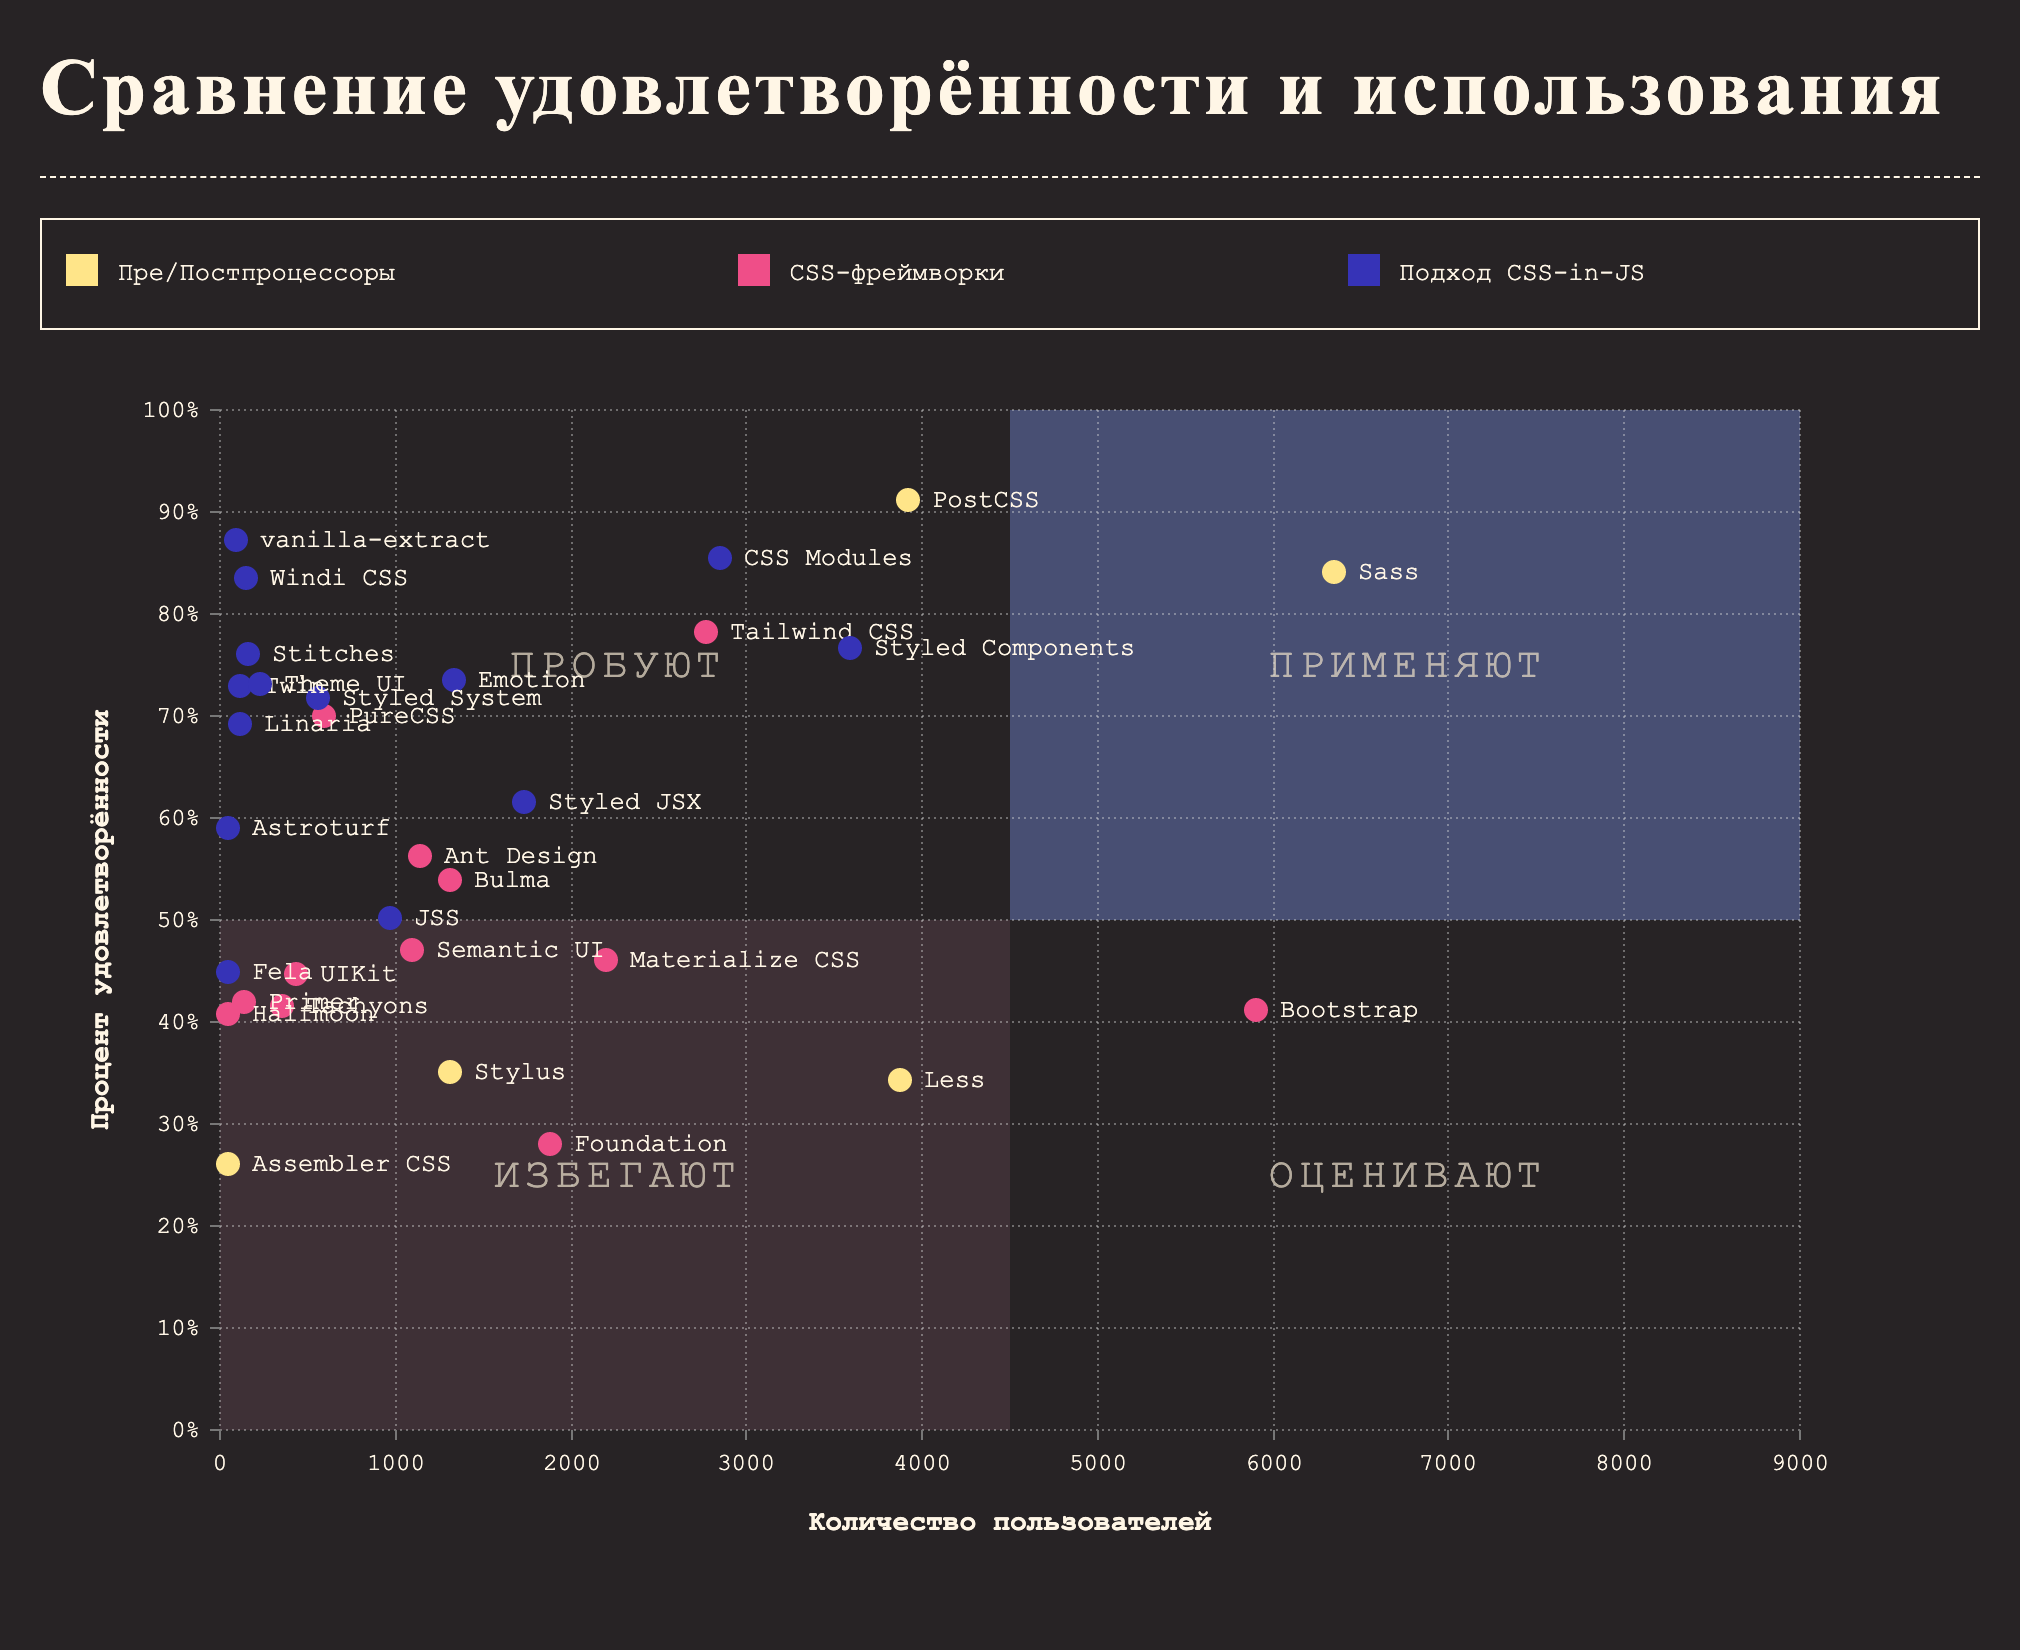 Сравнение удовлетворённости и использования
Пре/Постпроцессоры
CSS-фреймворки
Подход CSS-in-JS
100%
90%
80%
70%
60%
50%
40%
30%
20%
10%
0%
Процент удовлетворённости
PostCSS
vanilla-extract
CSS Modules
Windi CSS
Sass
Tailwind CSS
Styled Components
Stitches
ПРОБУЮТ
ПРИМЕНЯЮТ
Emotion
Theme UI
Twin
Styled System
PureCSS
Linaria
Styled JSX
Astroturf
Ant Design
Bulma
JSS
Semantic UI
Materialize CSS
Fela
UIKit
Primer
Tachyons
Halfmoon
Bootstrap
Stylus
Less
Foundation
Assembler CSS
ИЗБЕГАЮТ
ОЦЕНИВАЮТ
0 1000 2000 3000 4000 5000 6000 7000 8000 9000
Количество пользователей